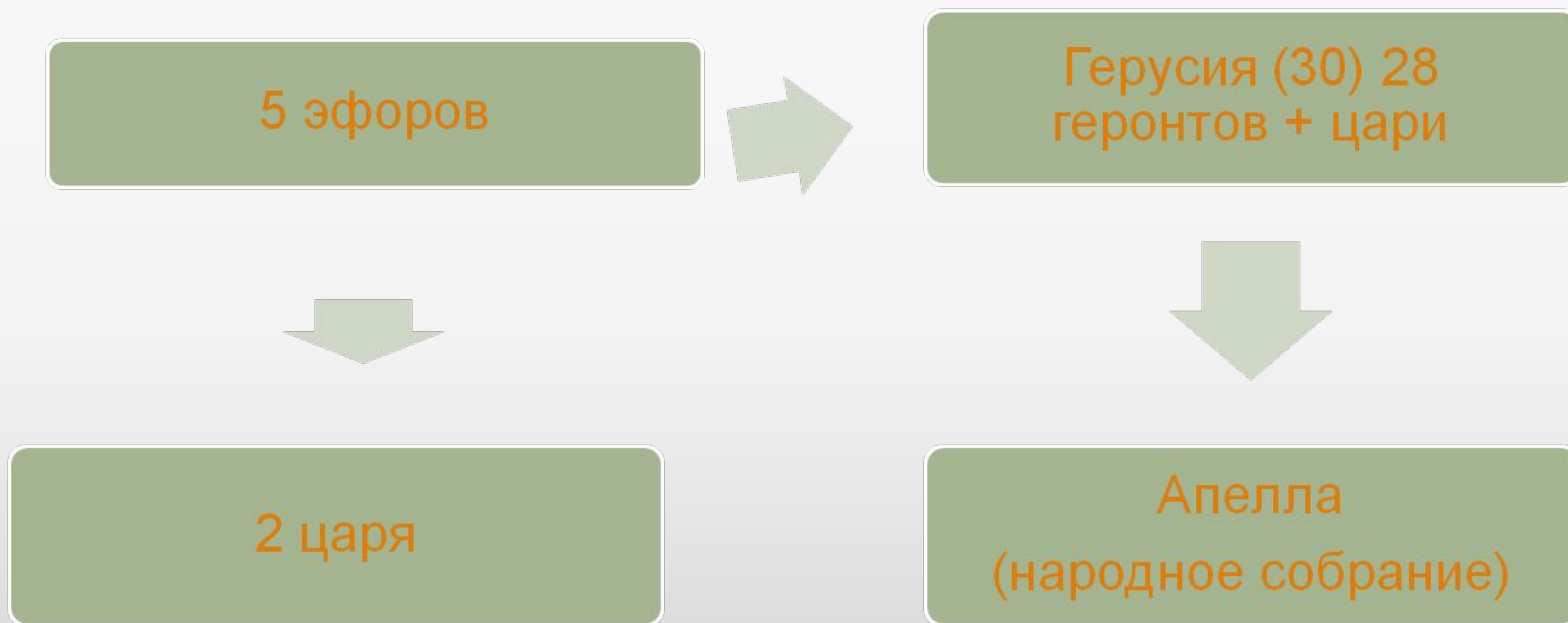 5 эфоров
Герусия (30) 28
геронтов + цари
2 царя
Апелла
(народное собрание)